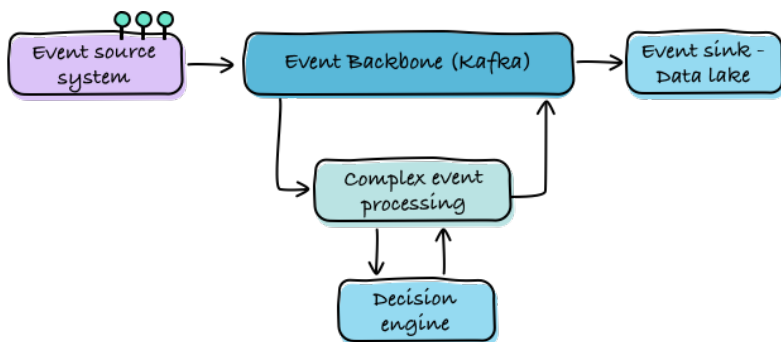 Event source
system
Event Backbone (Kafka)
Event sink -
Data lake
Complex event
processing
Decision
engine